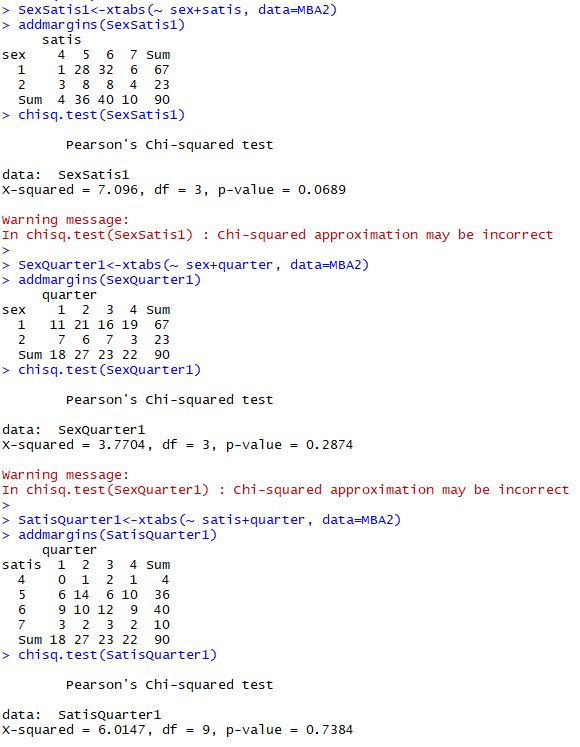 > SexSatis1<-xtabs(~ sex+satis, data=MBA2)
> addmargins(SexSatis1)
     satis
sex    4  5  6  7 Sum
  1    1 28 32  6  67
  2    3  8  8  4  23
  Sum  4 36 40 10  90
> chisq.test(SexSatis1)

        Pearson's Chi-squared test

data:  SexSatis1
X-squared = 7.096, df = 3, p-value = 0.0689

Warning message:
In chisq.test(SexSatis1) : Chi-squared approximation may be incorrect
>
> SexQuarter1<-xtabs(~ sex+quarter, data=MBA2)
> addmargins(SexQuarter1)
     quarter
sex    1  2  3  4 Sum
  1   11 21 16 19  67
  2    7  6  7  3  23
  Sum 18 27 23 22  90
> chisq.test(SexQuarter1)

        Pearson's Chi-squared test

data:  SexQuarter1
X-squared = 3.7704, df = 3, p-value = 0.2874

Warning message:
In chisq.test(SexQuarter1) : Chi-squared approximation may be incorrect
>
> SatisQuarter1<-xtabs(~ satis+quarter, data=MBA2)
> addmargins(SatisQuarter1)
     quarter
satis  1  2  3  4 Sum
  4    0  1  2  1   4
  5    6 14  6 10  36
  6    9 10 12  9  40
  7    3  2  3  2  10
  Sum 18 27 23 22  90
> chisq.test(SatisQuarter1)

        Pearson's Chi-squared test

data:  SatisQuarter1
X-squared = 6.0147, df = 9, p-value = 0.7384